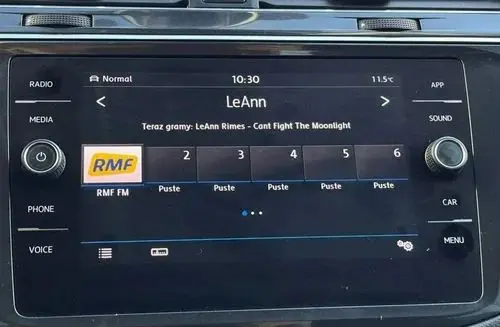 RADIO
MEDIA
PHONE
VOICE
Normal
10:30
11.5°C
< LeAnn >
Teraz gramy: LeAnn Rimes - Cant Fight The Moonlight
RMF 2 3 4 5 6
RMF FM Puste Puste Puste Puste Puste
APP
SOUND
CAR
MENU